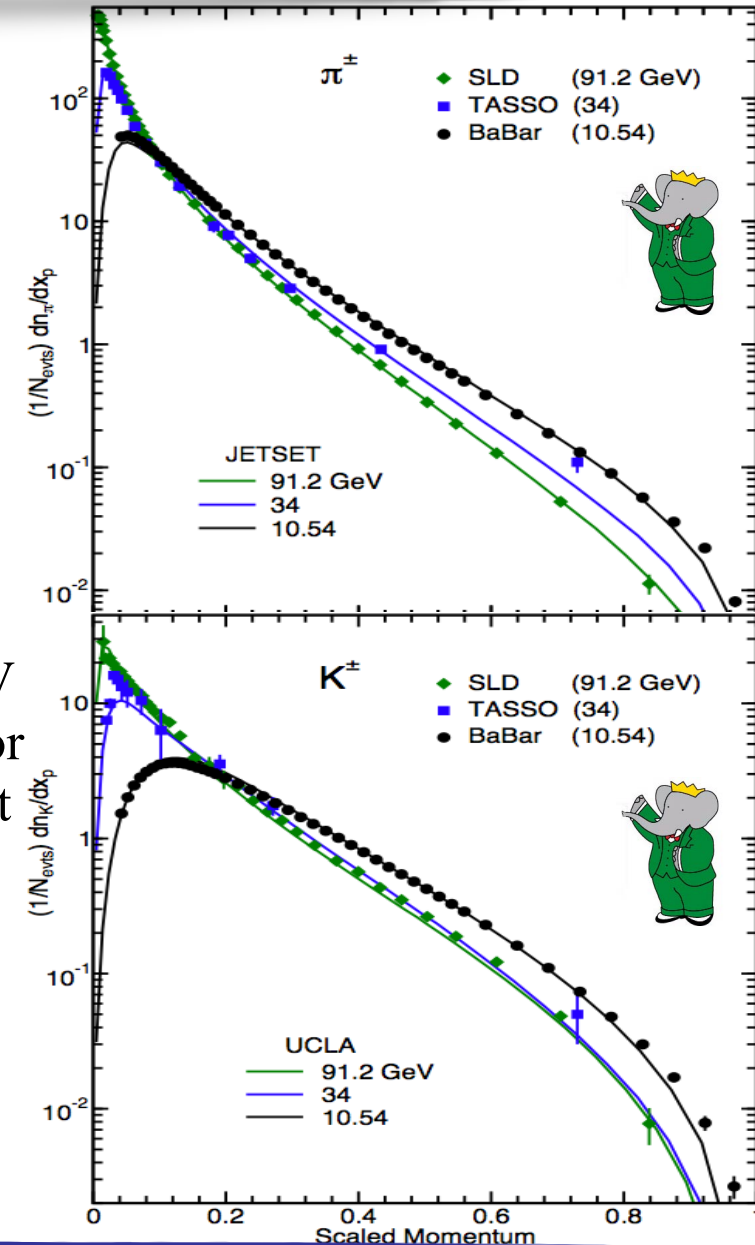 π±
SLD (91.2 GeV)
TASSO (34)
BaBar (10.54)
10²
10
1
10⁻¹
10⁻²
(1/Nevts) dnπ/dxp
JETSET
91.2 GeV
34
10.54
K±
SLD (91.2 GeV)
TASSO (34)
BaBar (10.54)
V
or
t
10
1
10⁻¹
10⁻²
(1/Nevts) dnK/dxp
UCLA
91.2 GeV
34
10.54
0 0.2 0.4 0.6 0.8
Scaled Momentum